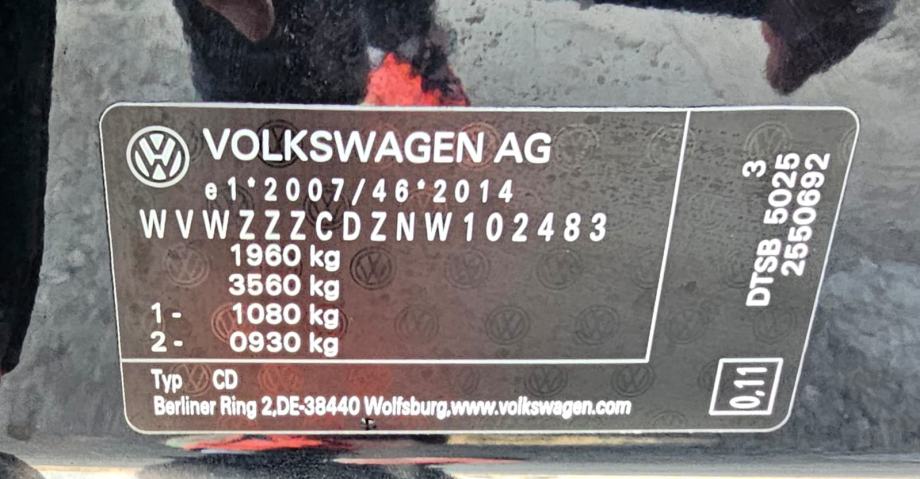 VOLKSWAGEN AG
e1*2007/46*2014
WVWZZZCDZNW102483
1960 kg
3560 kg
1- 1080 kg
2- 0930 kg
Typ CD
Berliner Ring 2,DE-38440 Wolfsburg,www.volkswagen.com
3
DTSB 5025
2550692
0,11